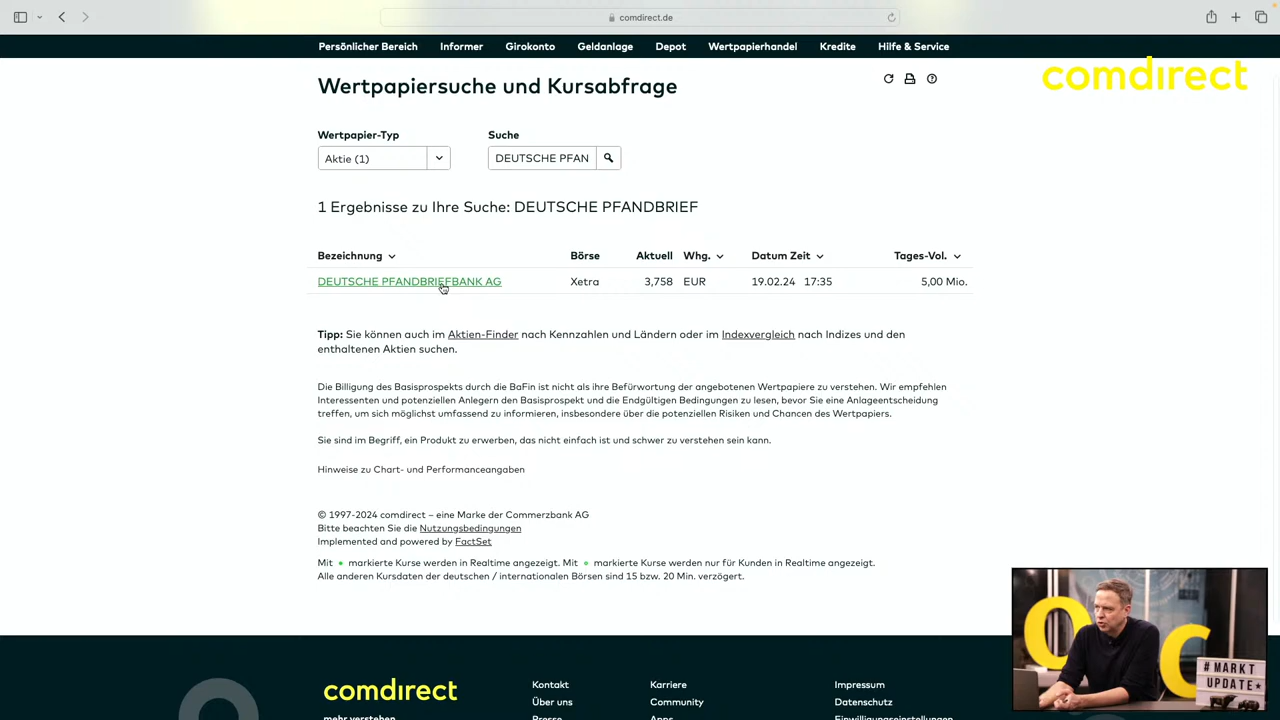 comdirect.de
Persönlicher Bereich Informer Girokonto Geldanlage Depot Wertpapierhandel Kredite Hilfe & Service
comdirect
Wertpapiersuche und Kursabfrage
Wertpapier-Typ Suche
Aktie (1) DEUTSCHE PFAN
1 Ergebnisse zu Ihre Suche: DEUTSCHE PFANDBRIEF
Bezeichnung Börse Aktuell Whg. Datum Zeit Tages-Vol.
DEUTSCHE PFANDBRIEFBANK AG Xetra 3,758 EUR 19.02.24 17:35 5,00 Mio.
Tipp: Sie können auch im Aktien-Finder nach Kennzahlen und Ländern oder im Indexvergleich nach Indizes und den
enthaltenen Aktien suchen.
Die Billigung des Basisprospekts durch die BaFin ist nicht als ihre Befürwortung der angebotenen Wertpapiere zu verstehen. Wir empfehlen
Interessenten und potenziellen Anlegern den Basisprospekt und die Endgültigen Bedingungen zu lesen, bevor Sie eine Anlageentscheidung
treffen, um sich möglichst umfassend zu informieren, insbesondere über die potenziellen Risiken und Chancen des Wertpapiers.
Sie sind im Begriff, ein Produkt zu erwerben, das nicht einfach ist und schwer zu verstehen sein kann.
Hinweise zu Chart- und Performanceangaben
© 1997-2024 comdirect – eine Marke der Commerzbank AG
Bitte beachten Sie die Nutzungsbedingungen
Implemented and powered by FactSet
Mit • markierte Kurse werden in Realtime angezeigt. Mit • markierte Kurse werden nur für Kunden in Realtime angezeigt.
Alle anderen Kursdaten der deutschen / internationalen Börsen sind 15 bzw. 20 Min. verzögert.
comdirect
mehr verstehen
Kontakt Karriere Impressum
Über uns Community Datenschutz
Presse Apps Einwilligungseinstellungen
#MARKT
UPDATE